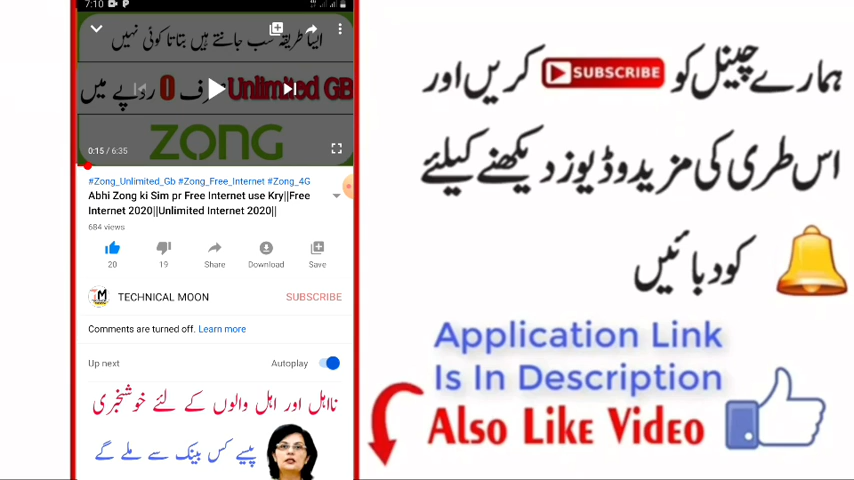 7:10
ایسا طریقہ سب جانتے ہیں بتاتا کوئی نہیں
صرف 0 روپے میں Unlimited GB
ZONG
0:15 / 6:35
#Zong_Unlimited_Gb #Zong_Free_Internet #Zong_4G
Abhi Zong ki Sim pr Free Internet use Kry||Free
Internet 2020||Unlimited Internet 2020||
684 views
20 19 Share Download Save
TECHNICAL MOON SUBSCRIBE
Comments are turned off. Learn more
Up next Autoplay
نااہل اور اہل والوں کے لئے خوشخبری
پیسے کس بینک سے ملے گے
ہمارے چینل کو SUBSCRIBE کریں اور
اس طری کی مزید وڈیوز دیکھنے کیلئے
کو دبائیں
Application Link
Is In Description
Also Like Video